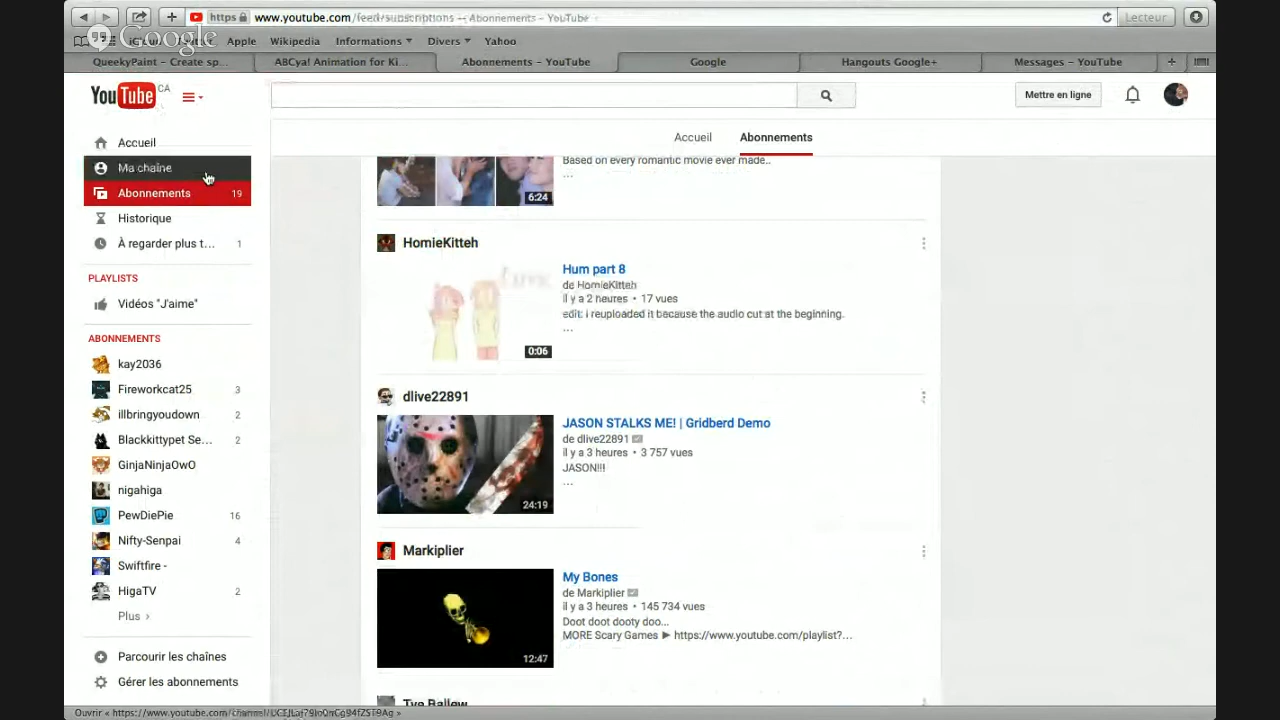 https www.youtube.com/feed/subscriptions — Abonnements – YouTube
Lecteur
Google
Apple Wikipedia Informations Divers Yahoo
QueekyPaint – Create sp... ABCya! Animation for Ki... Abonnements – YouTube Google Hangouts Google+ Messages – YouTube
YouTube CA
Mettre en ligne
Accueil Abonnements
Accueil
Ma chaîne
Abonnements 19
Historique
À regarder plus t... 1
PLAYLISTS
Vidéos "J'aime"
ABONNEMENTS
kay2036
Fireworkcat25 3
illbringyoudown 2
Blackkittypet Se... 2
GinjaNinjaOwO
nigahiga
PewDiePie 16
Nifty-Senpai 4
Swiftfire -
HigaTV 2
Plus ›
Parcourir les chaînes
Gérer les abonnements
Based on every romantic movie ever made..
...
6:24
HomieKitteh
Hum part 8
de HomieKitteh
il y a 2 heures • 17 vues
edit: i reuploaded it because the audio cut at the beginning.
...
0:06
dlive22891
JASON STALKS ME! | Gridberd Demo
de dlive22891
il y a 3 heures • 3 757 vues
JASON!!!
...
24:19
Markiplier
My Bones
de Markiplier
il y a 3 heures • 145 734 vues
Doot doot dooty doo...
MORE Scary Games ► https://www.youtube.com/playlist?...
12:47
Tye Ballew